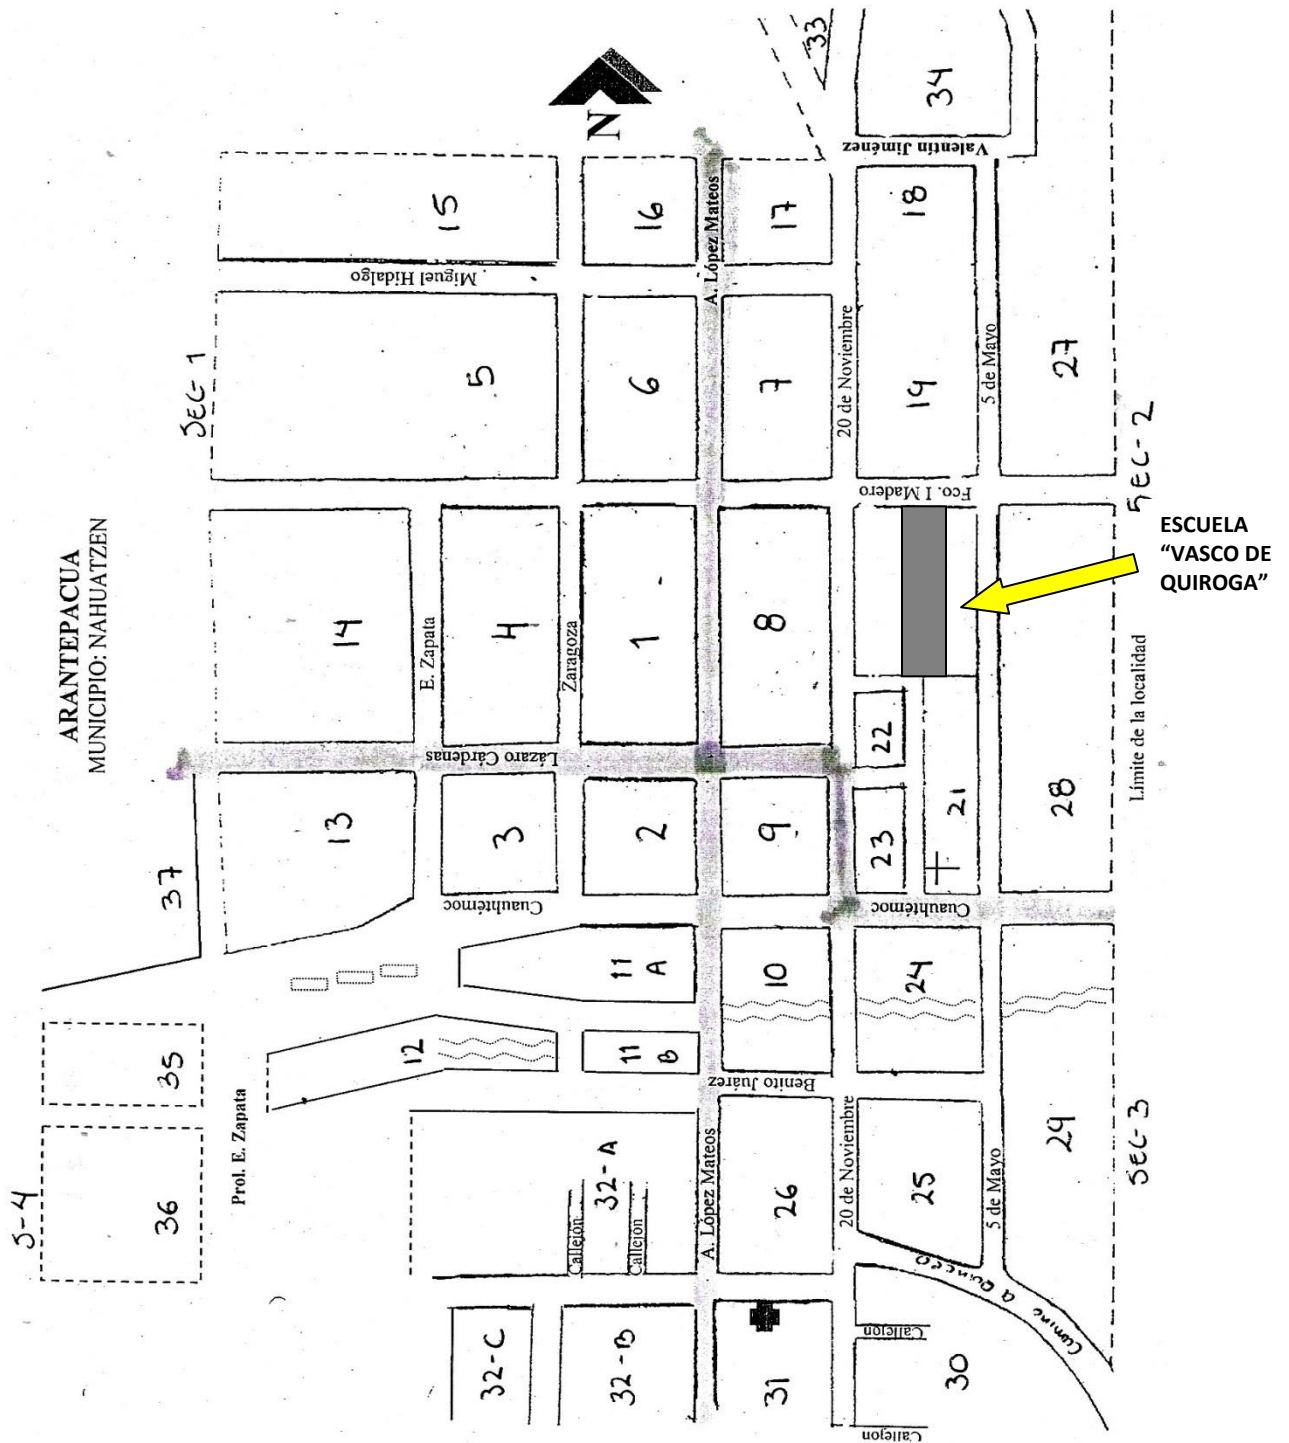 ARANTEPACUA
MUNICIPIO: NAHUATZEN
N
33
34
Valentín Jiménez
15
16
A. López Mateos
17
18
Miguel Hidalgo
SEC- 1
5
6
7
20 de Noviembre
19
5 de Mayo
27
SEC- 2
Fco. I Madero
ESCUELA
“VASCO DE
QUIROGA”
14
E. Zapata
4
Zaragoza
1
8
22
Límite de la localidad
Lázaro Cárdenas
37
13
3
2
9
23
21
28
Cuauhtémoc
Cuauhtémoc
11
A
10
24
35
12
11
B
Benito Juárez
Prol. E. Zapata
S-4
36
32-A
Callejón
Callejón
A. López Mateos
26
20 de Noviembre
25
5 de Mayo
29
SEC-3
Camino a Quinceo
32-C
32-B
31
Callejon
30
Callejon